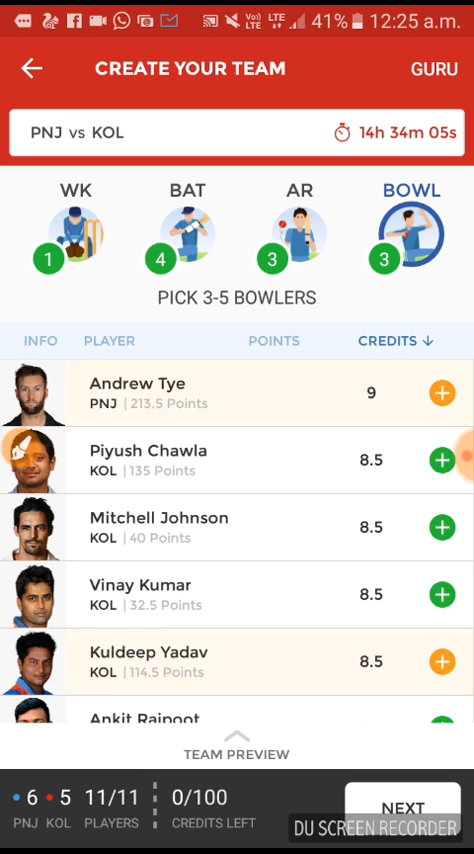 Vo))
LTE
LTE
41%
12:25 a.m.
CREATE YOUR TEAM
GURU
PNJ vs KOL
14h 34m 05s
WK
BAT
AR
BOWL
1
4
3
3
PICK 3-5 BOWLERS
INFO
PLAYER
POINTS
CREDITS
Andrew Tye
PNJ | 213.5 Points
9
Piyush Chawla
KOL | 135 Points
8.5
Mitchell Johnson
KOL | 40 Points
8.5
Vinay Kumar
KOL | 32.5 Points
8.5
Kuldeep Yadav
KOL | 114.5 Points
8.5
Ankit Rajpoot
TEAM PREVIEW
6
5
11/11
0/100
PNJ
KOL
PLAYERS
CREDITS LEFT
NEXT
DU SCREEN RECORDER